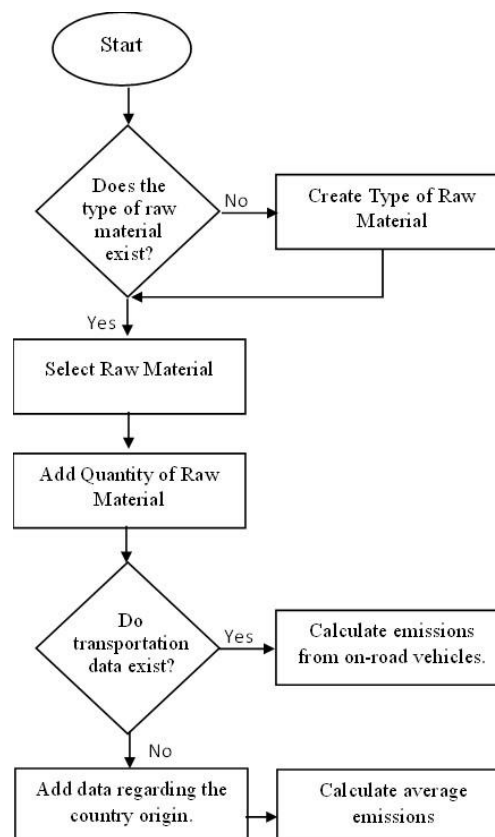 Start
Does the
type of raw
material
exist?
No
Create Type of Raw
Material
Yes
Select Raw Material
Add Quantity of Raw
Material
Do
transportation
data exist?
Yes
Calculate emissions
from on-road vehicles.
No
Add data regarding the
country origin.
Calculate average
emissions